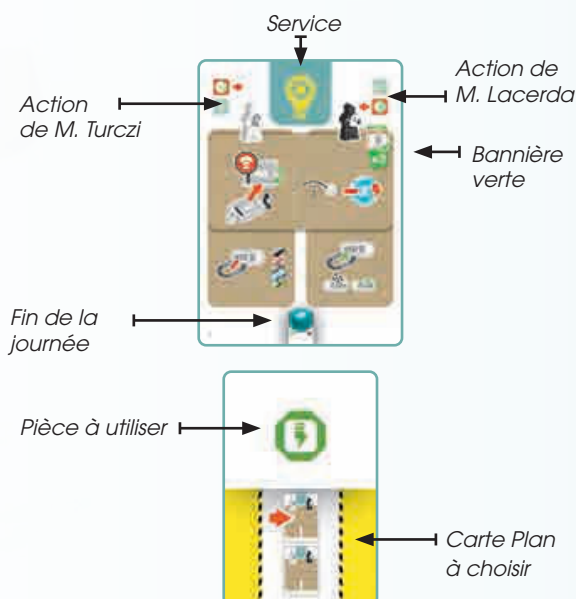 Service
Action
de M. Turczi
Action de
M. Lacerda
Bannière
verte
Fin de la
journée
Pièce à utiliser
Carte Plan
à choisir